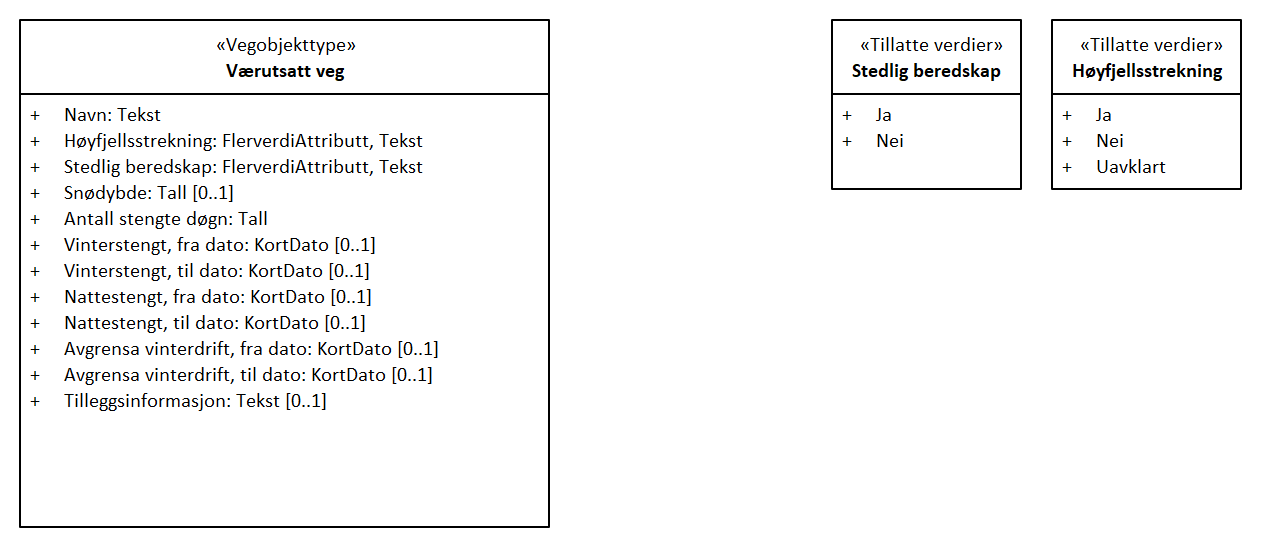 «Vegobjekttype»
Værutsatt veg
+ Navn: Tekst
+ Høyfjellsstrekning: FlerverdiAttributt, Tekst
+ Stedlig beredskap: FlerverdiAttributt, Tekst
+ Snødybde: Tall [0..1]
+ Antall stengte døgn: Tall
+ Vinterstengt, fra dato: KortDato [0..1]
+ Vinterstengt, til dato: KortDato [0..1]
+ Nattestengt, fra dato: KortDato [0..1]
+ Nattestengt, til dato: KortDato [0..1]
+ Avgrensa vinterdrift, fra dato: KortDato [0..1]
+ Avgrensa vinterdrift, til dato: KortDato [0..1]
+ Tilleggsinformasjon: Tekst [0..1]
«Tillatte verdier»
Stedlig beredskap
+ Ja
+ Nei
«Tillatte verdier»
Høyfjellsstrekning
+ Ja
+ Nei
+ Uavklart